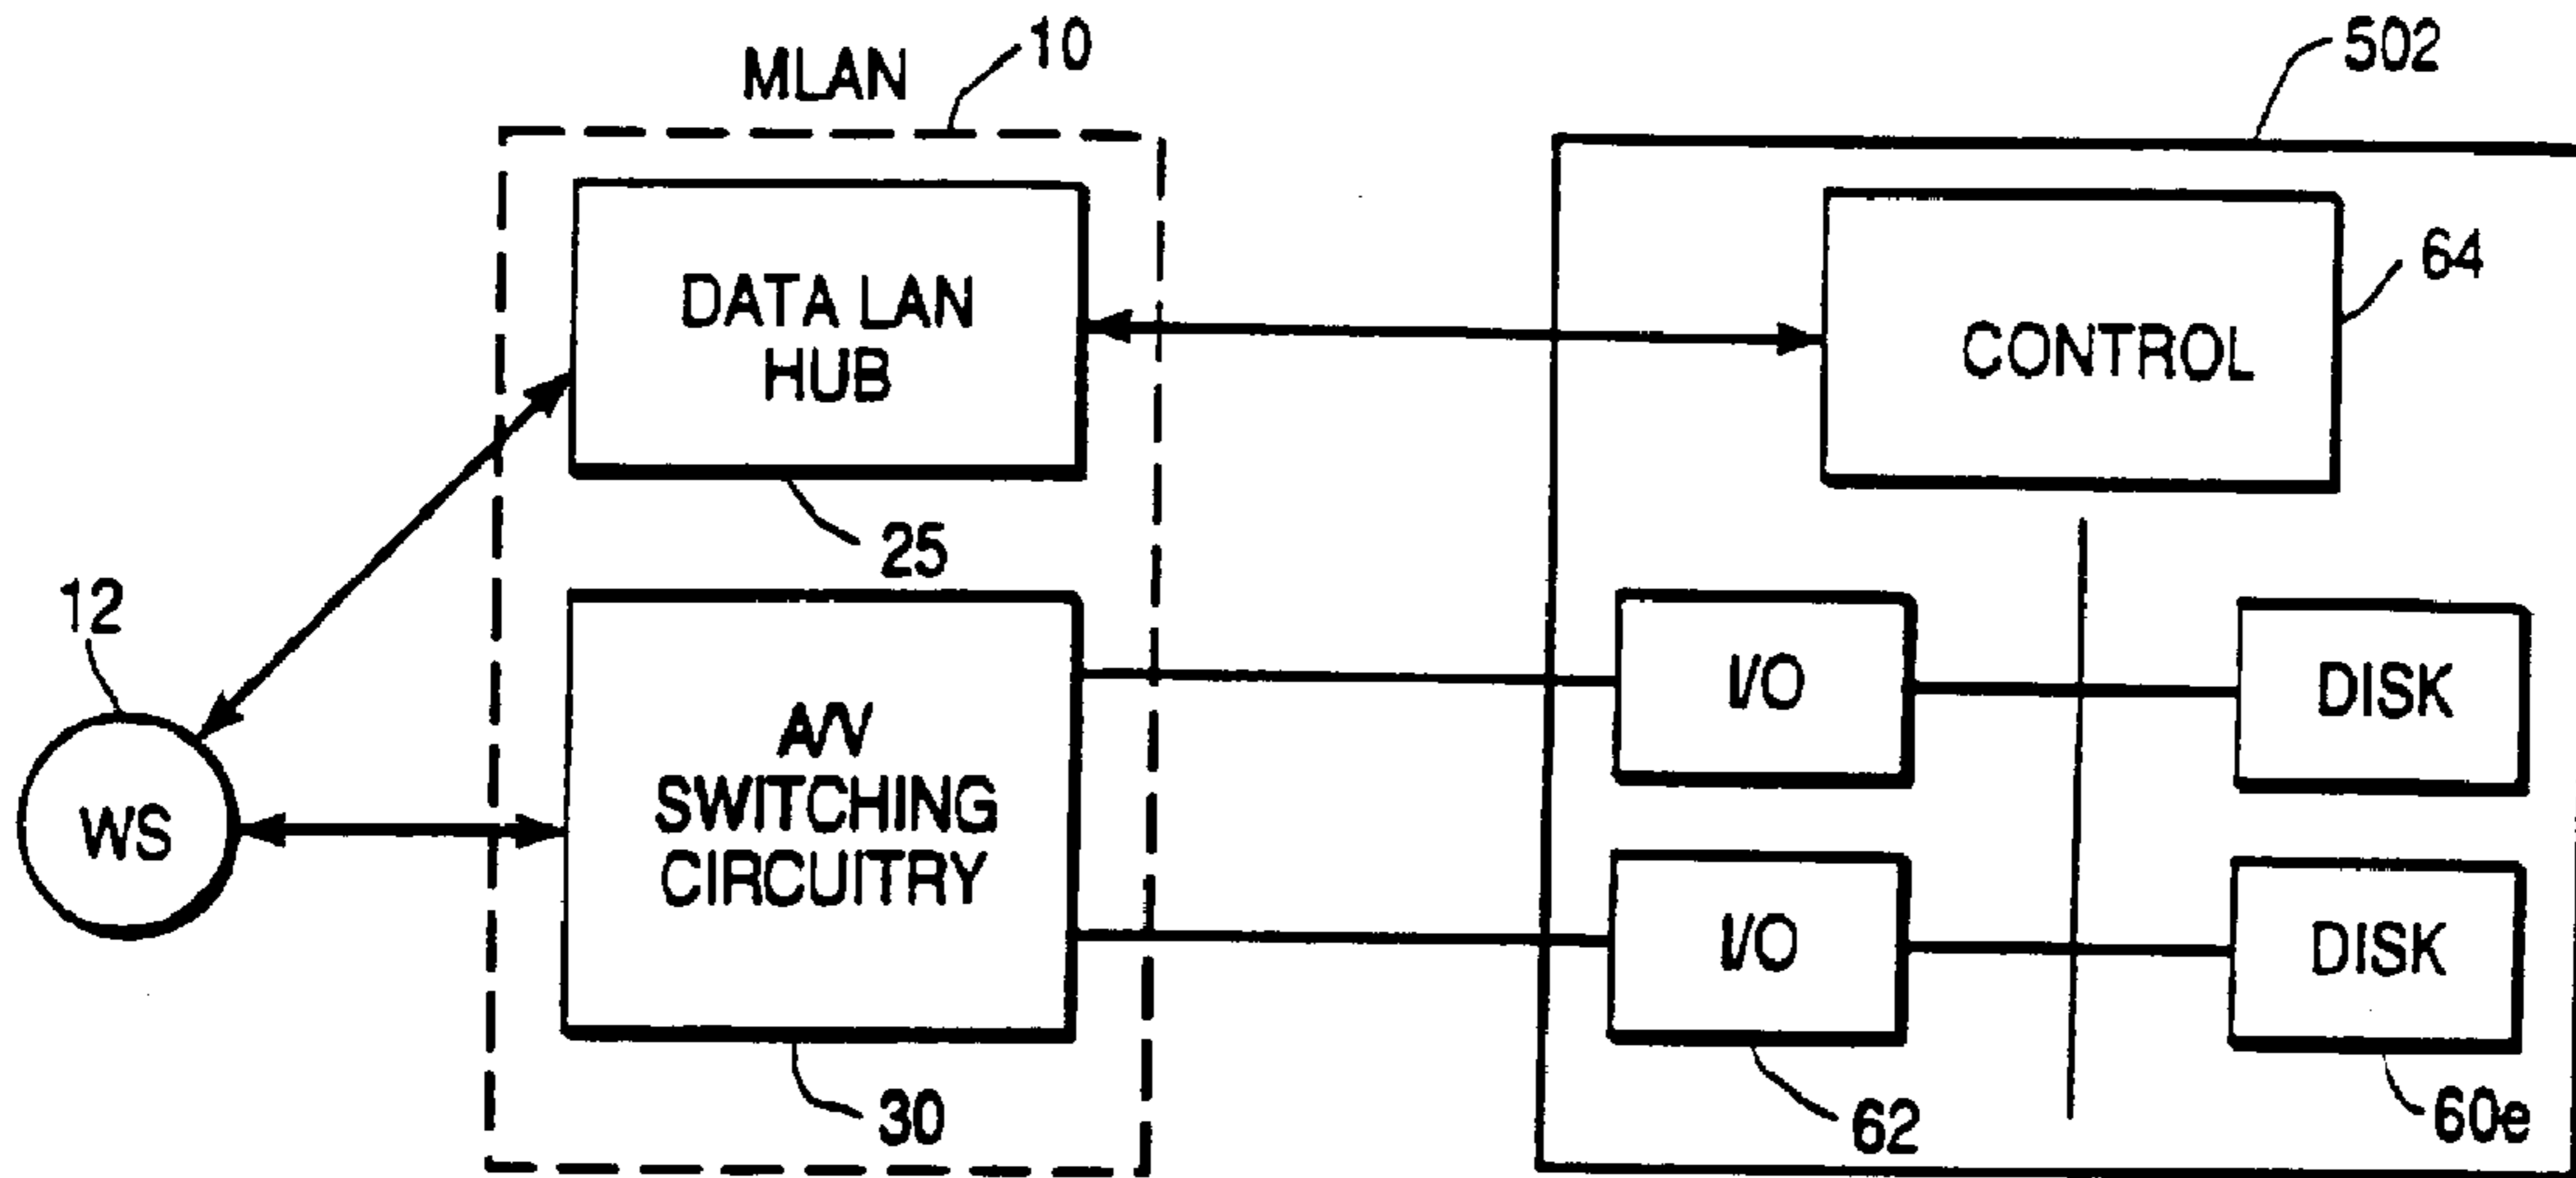 MLAN
10
502
DATA LAN
HUB
CONTROL
64
25
12
A/V
SWITCHING
CIRCUITRY
I/O
DISK
WS
I/O
DISK
30
62
60e